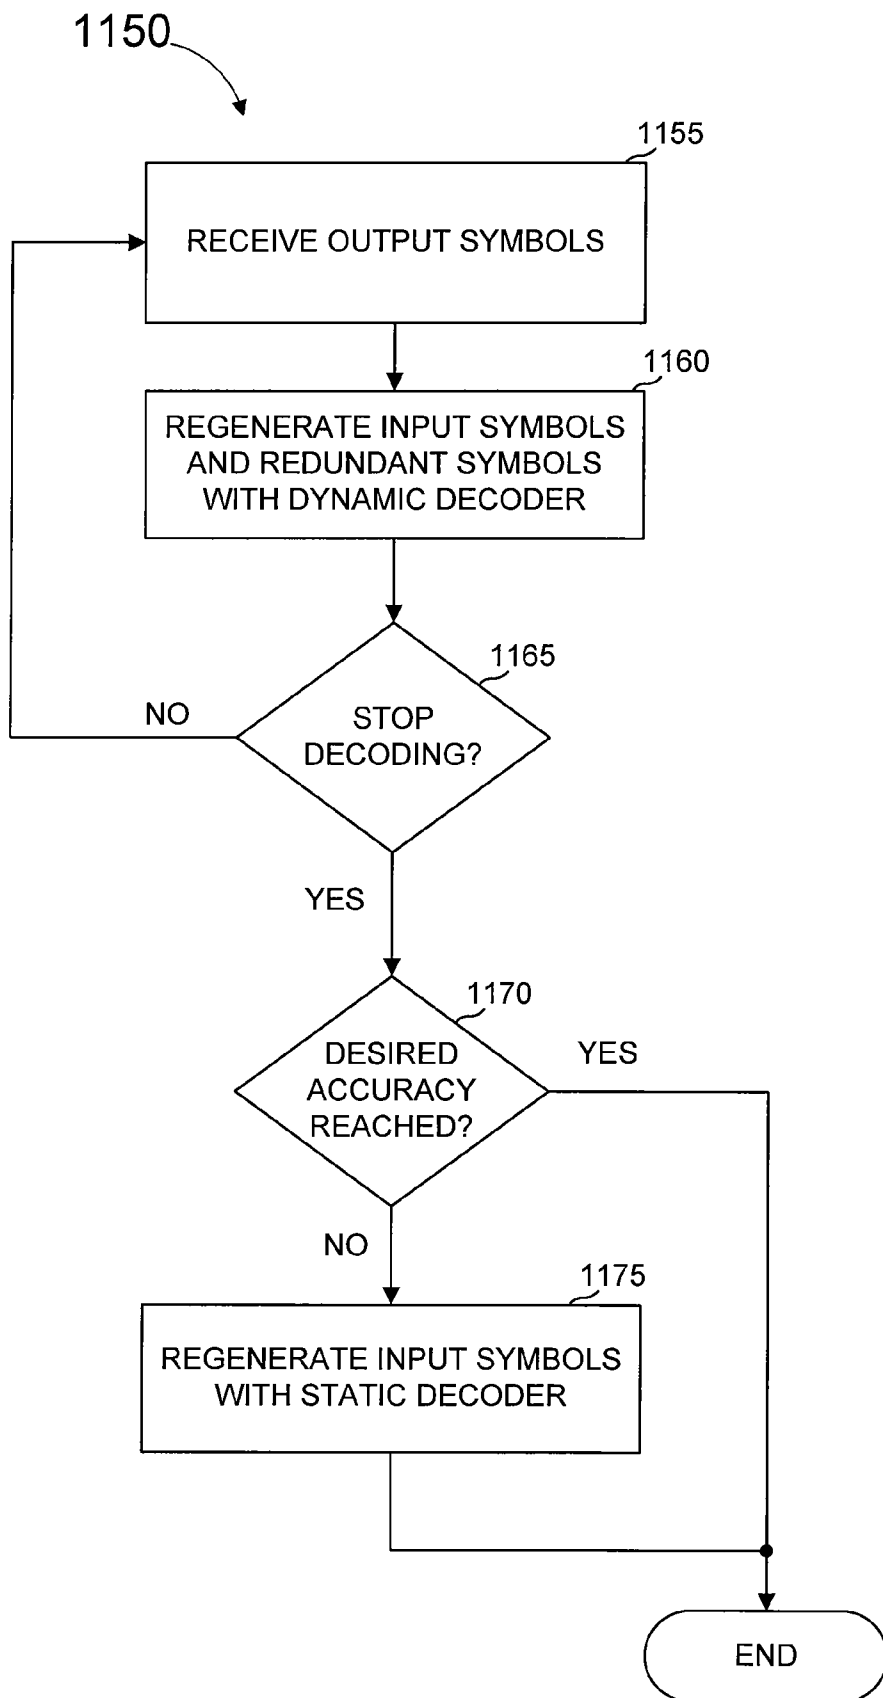 1150
1155
RECEIVE OUTPUT SYMBOLS
1160
REGENERATE INPUT SYMBOLS
AND REDUNDANT SYMBOLS
WITH DYNAMIC DECODER
1165
STOP
DECODING?
NO
YES
1170
DESIRED
ACCURACY
REACHED?
YES
NO
1175
REGENERATE INPUT SYMBOLS
WITH STATIC DECODER
END